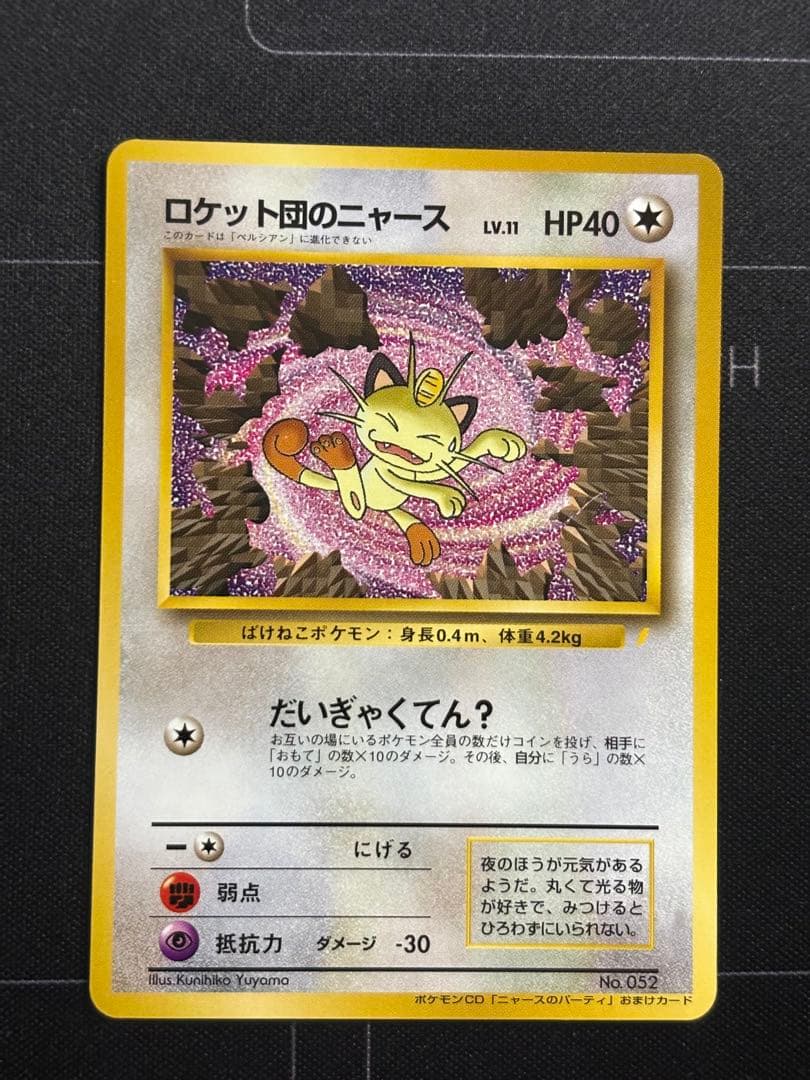 ロケット団のニャース LV.11 HP40
このカードは「ペルシアン」に進化できない
H
ばけねこポケモン：身長0.4m、体重4.2kg
だいぎゃくてん？
お互いの場にいるポケモン全員の数だけコインを投げ、相手に
「おもて」の数×10のダメージ。その後、自分に「うら」の数×
10のダメージ。
ー にげる
弱点
抵抗力 ダメージ -30
夜のほうが元気がある
ようだ。丸くて光る物
が好きで、みつけると
ひろわずにいられない。
Illus.Kunihiko Yuyama No.052
ポケモンCD「ニャースのパーティ」おまけカード